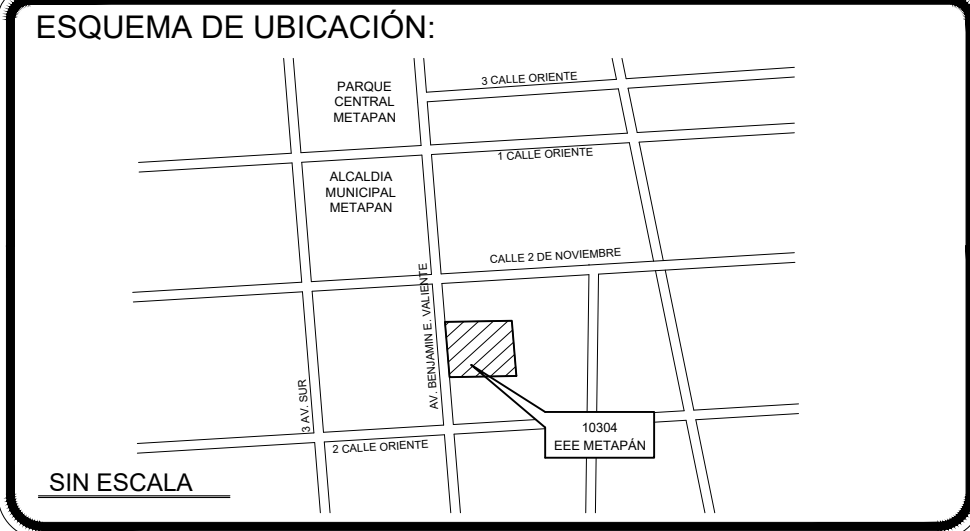 ESQUEMA DE UBICACIÓN:
PARQUE
CENTRAL
METAPAN
3 CALLE ORIENTE
1 CALLE ORIENTE
ALCALDIA
MUNICIPAL
METAPAN
CALLE 2 DE NOVIEMBRE
AV. BENJAMIN E. VALIENTE
3 AV. SUR
10304
EEE METAPÁN
2 CALLE ORIENTE
SIN ESCALA